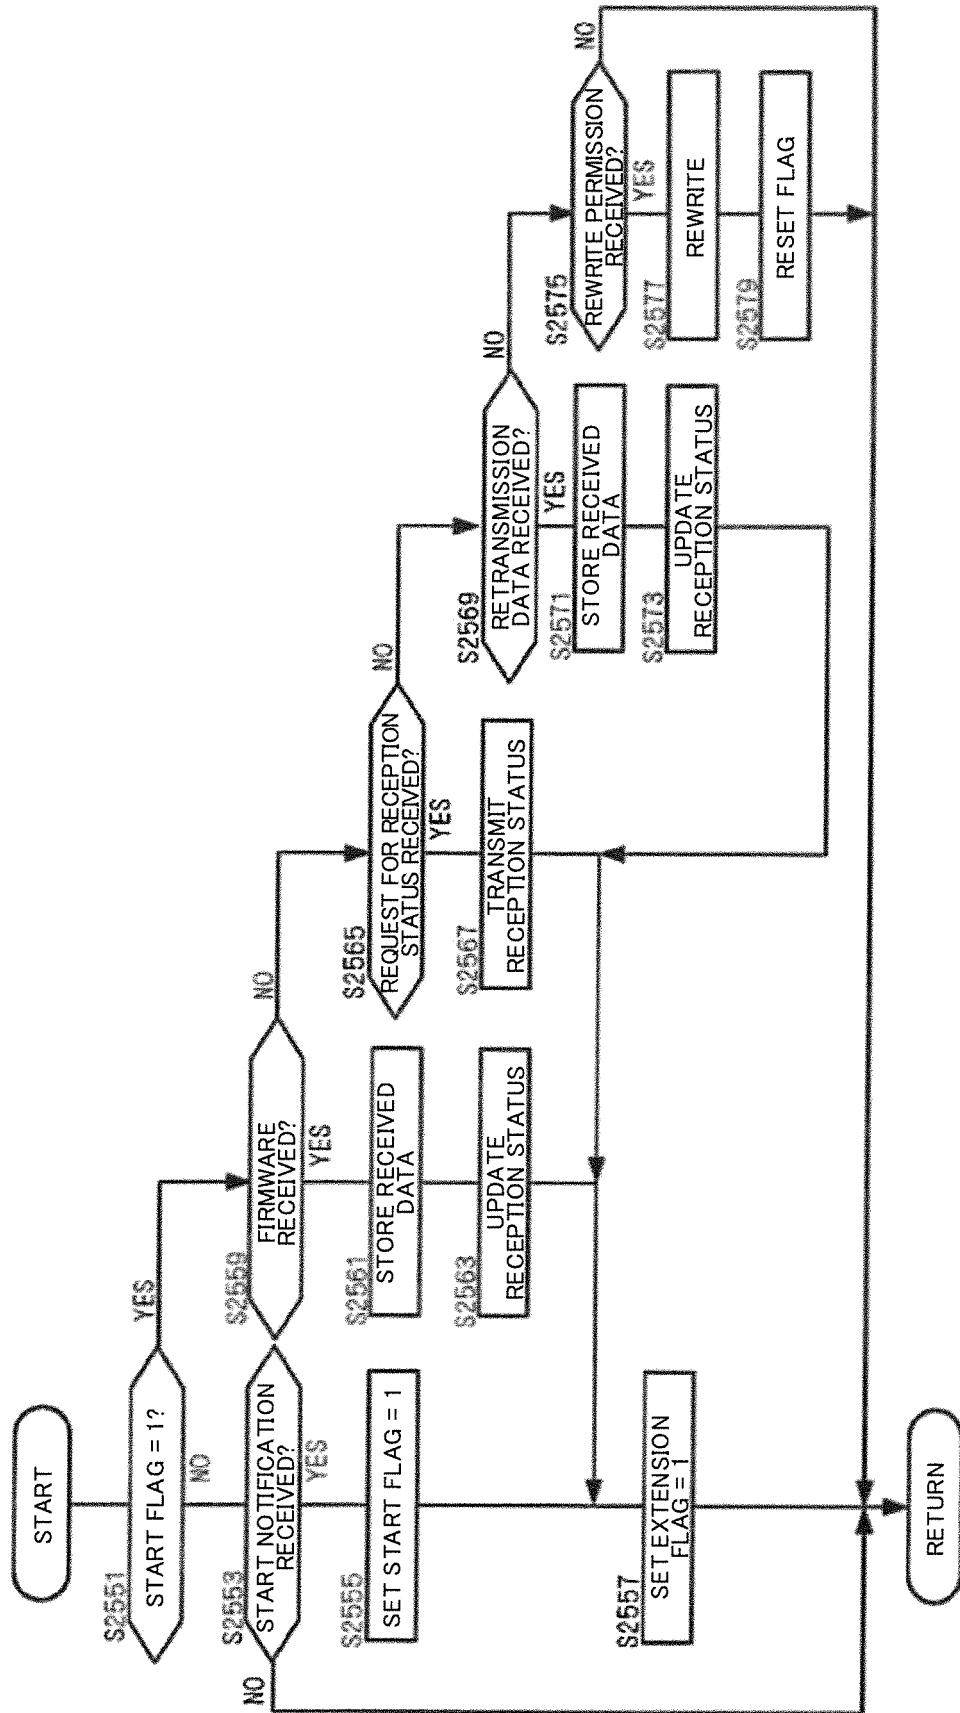 START
S2551
START FLAG = 1?
YES
NO
S2553
START NOTIFICATION
RECEIVED?
NO
YES
S2555
SET START FLAG = 1
S2557
SET EXTENSION
FLAG = 1
RETURN
S2559
FIRMWARE
RECEIVED?
NO
YES
S2561
STORE RECEIVED
DATA
S2563
UPDATE
RECEPTION STATUS
S2565
REQUEST FOR RECEPTION
STATUS RECEIVED?
NO
YES
S2567
TRANSMIT
RECEPTION STATUS
S2569
RETRANSMISSION
DATA RECEIVED?
NO
YES
S2571
STORE RECEIVED
DATA
S2573
UPDATE
RECEPTION STATUS
S2575
REWRITE PERMISSION
RECEIVED?
NO
YES
S2577
REWRITE
S2579
RESET FLAG